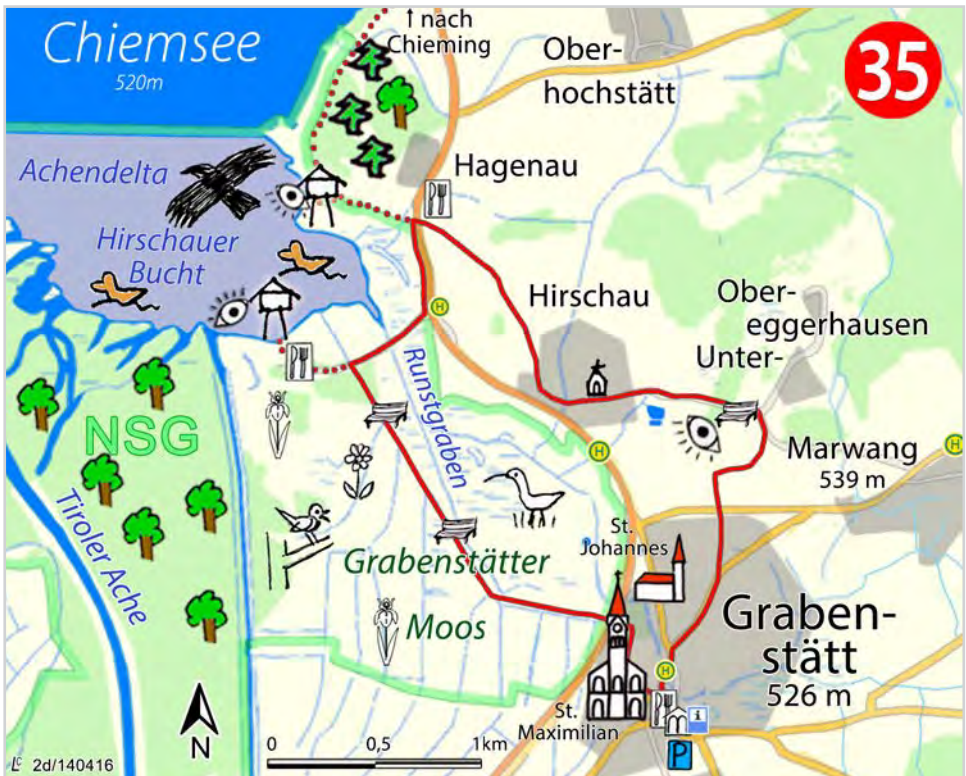 Chiemsee
520m
↑ nach
Chieming
Ober-
hochstätt
35
Achendelta
Hagenau
Hirschauer
Bucht
Hirschau
Ober-
eggerhausen
Unter-
H
Runstgraben
NSG
Marwang
539 m
H
H
Tiroler Ache
St.
Johannes
Grabenstätter
Moos
Graben-
stätt
526 m
H
St.
Maximilian
i
P
N
0 0,5 1km
2d/140416